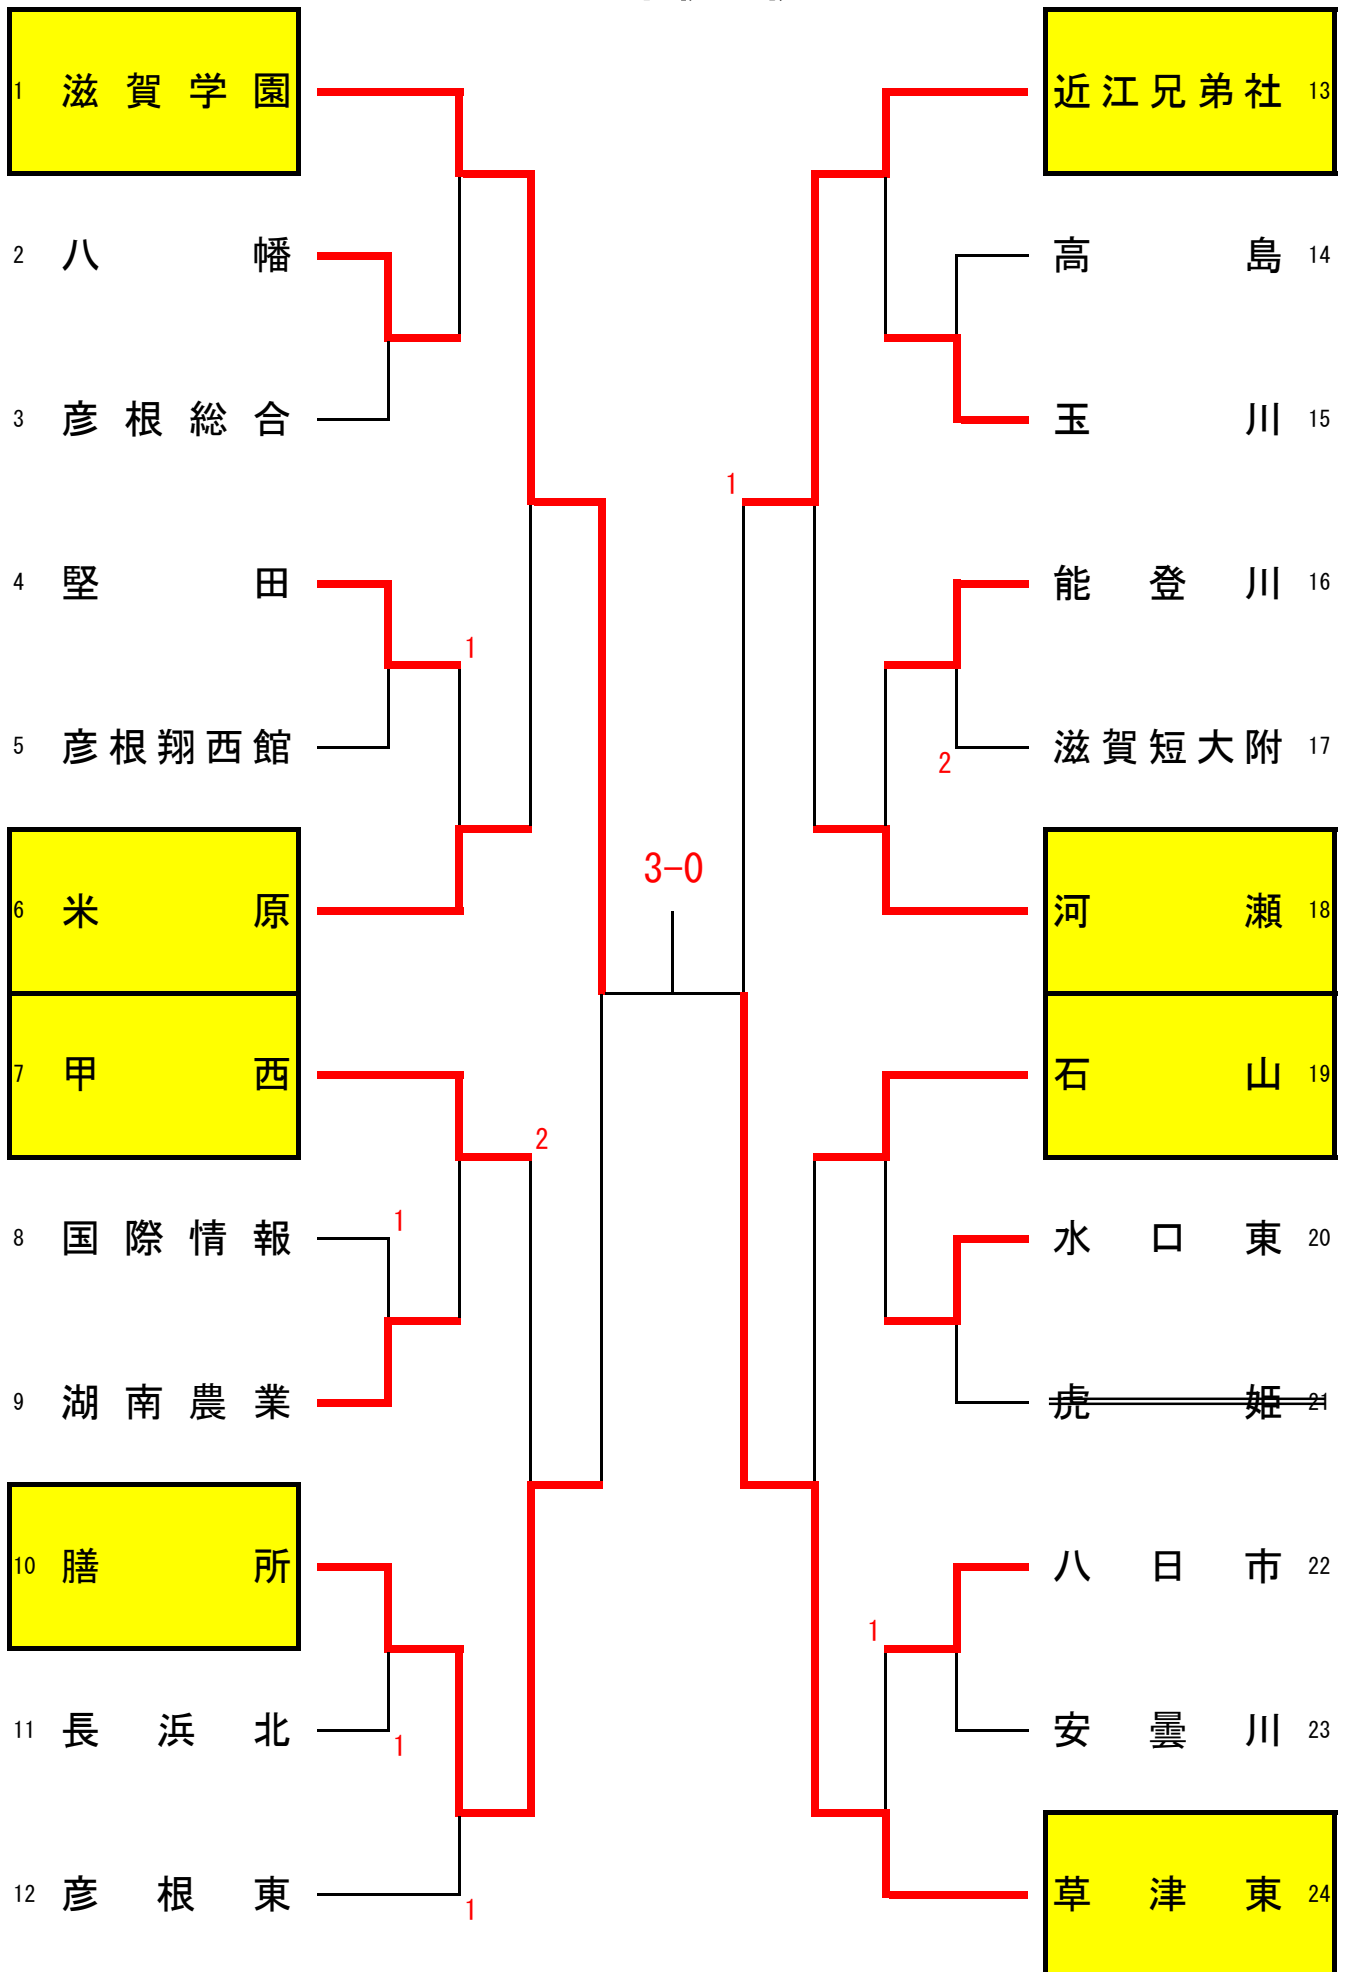 1 滋賀学園
2 八幡
3 彦根総合
4 堅田
1
5 彦根翔西館
6 米原
7 甲西
2
8 国際情報
1
9 湖南農業
10 膳所
11 長浜北
1
12 彦根東
1
3-0
近江兄弟社 13
高島 14
玉川 15
1
能登川 16
滋賀短大附 17
2
河瀬 18
石山 19
水口東 20
虎姫 21
八日市 22
1
安曇川 23
草津東 24